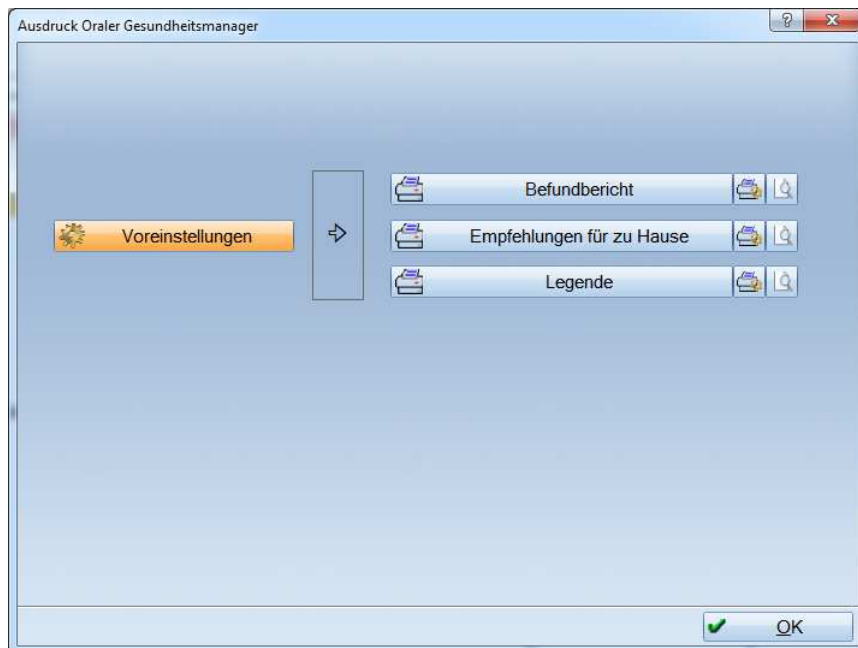 Ausdruck Oraler Gesundheitsmanager
Befundbericht
Voreinstellungen
Empfehlungen für zu Hause
Legende
OK